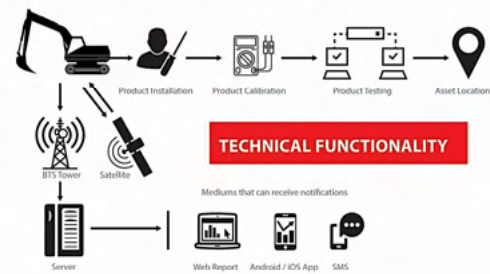 Product Installation
Product Calibration
Product Testing
Asset Location
TECHNICAL FUNCTIONALITY
BTS Tower
Satellite
Mediums that can receive notifications
Server
Web Report
Android / iOS App
SMS